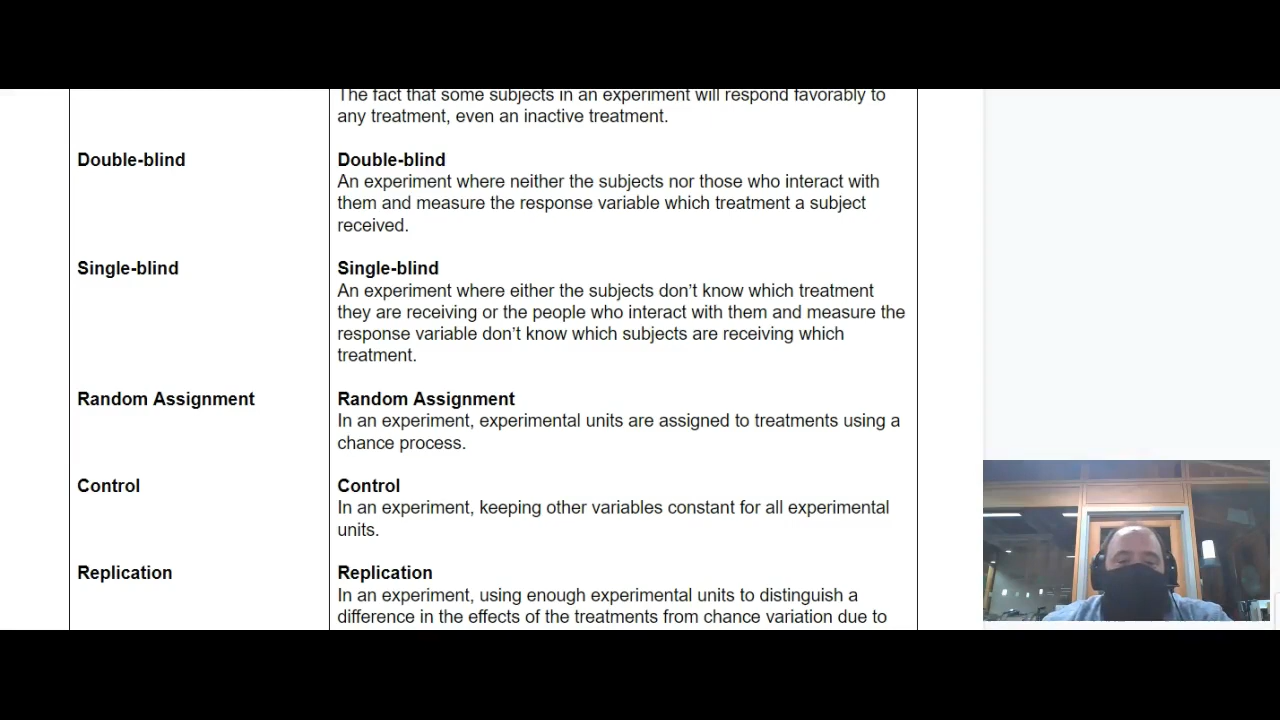 The fact that some subjects in an experiment will respond favorably to
any treatment, even an inactive treatment.
Double-blind
Double-blind
An experiment where neither the subjects nor those who interact with
them and measure the response variable which treatment a subject
received.
Single-blind
Single-blind
An experiment where either the subjects don’t know which treatment
they are receiving or the people who interact with them and measure the
response variable don’t know which subjects are receiving which
treatment.
Random Assignment
Random Assignment
In an experiment, experimental units are assigned to treatments using a
chance process.
Control
Control
In an experiment, keeping other variables constant for all experimental
units.
Replication
Replication
In an experiment, using enough experimental units to distinguish a
difference in the effects of the treatments from chance variation due to